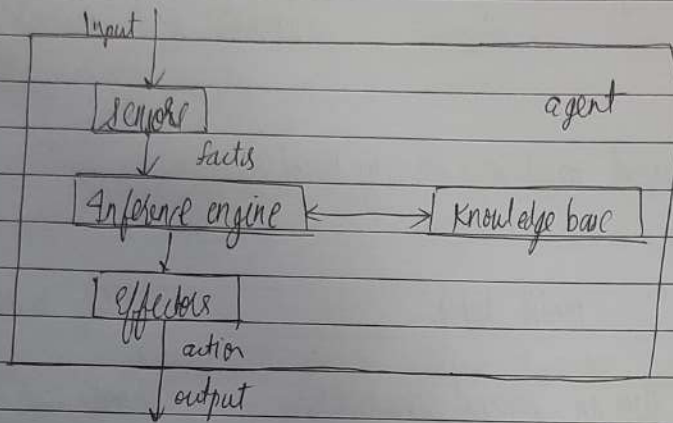 Input
agent
sensors
facts
Inference engine
Knowledge base
effectors
action
output